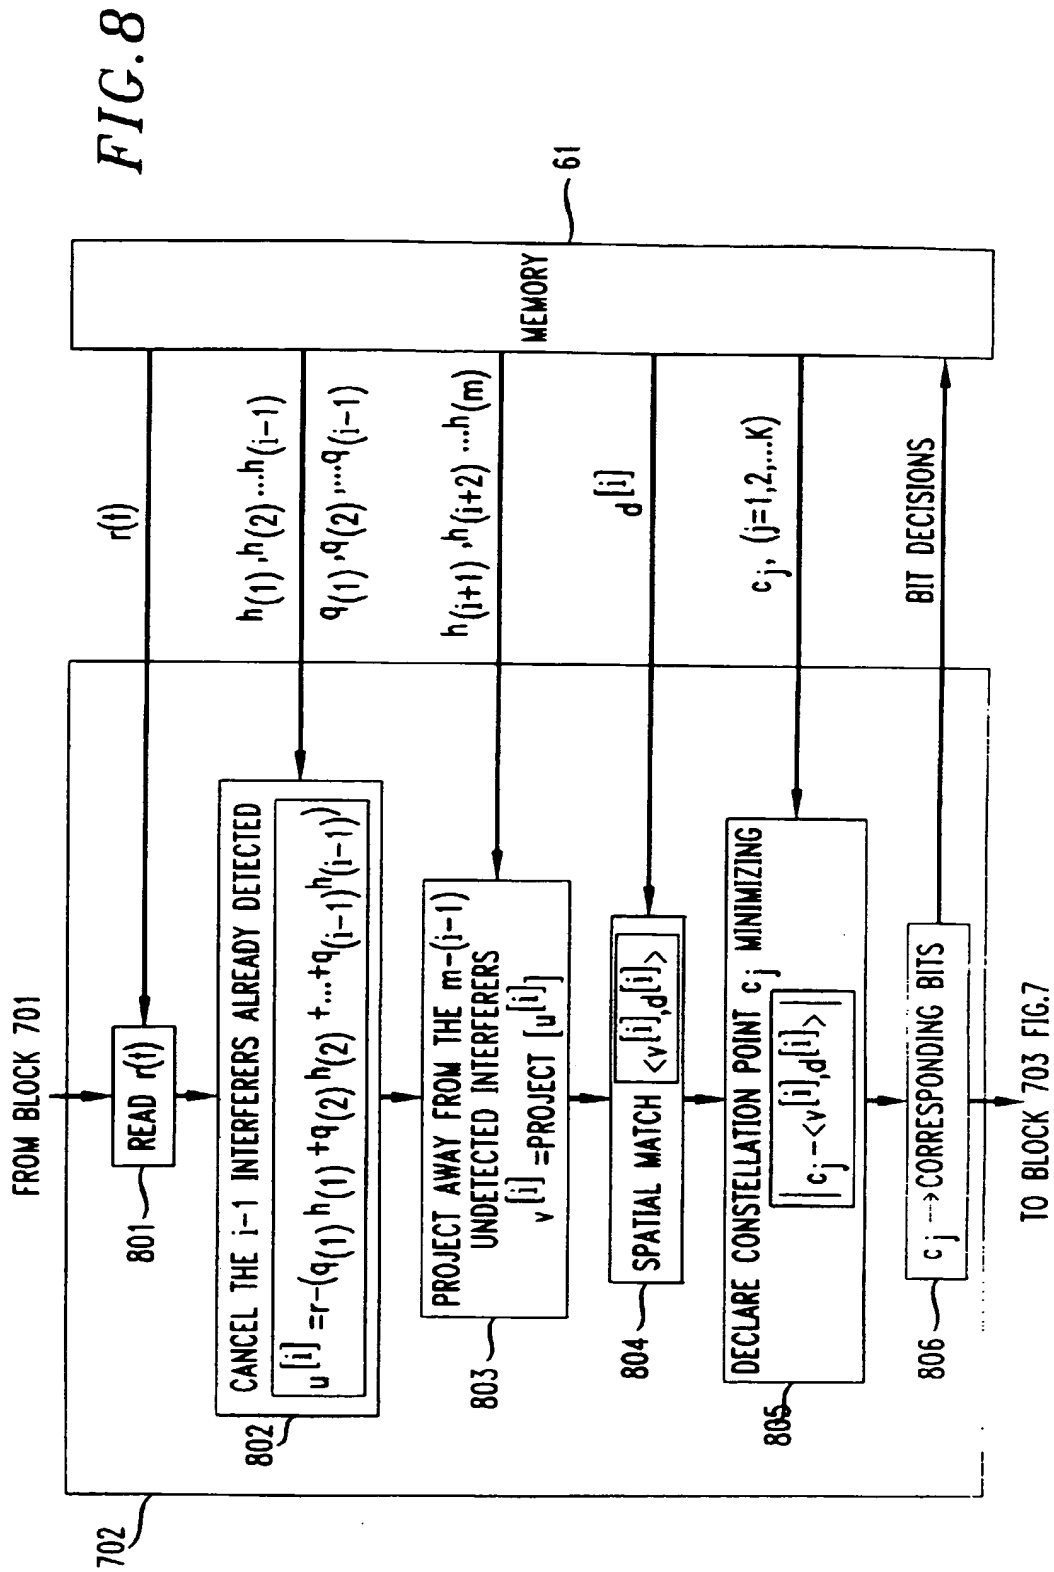 FIG. 8
FROM BLOCK 701
702
801
READ r(t)
r(t)
802
CANCEL THE i-1 INTERFERERS ALREADY DETECTED
u[i] =r-(q(1)h(1) +q(2)h(2) +...+q(i-1)h(i-1))
h(1),h(2) ...h(i-1)
q(1),q(2),...q(i-1)
803
PROJECT AWAY FROM THE m-(i-1)
UNDETECTED INTERFERERS
v[i] =PROJECT [u[i]]
h(i+1),h(i+2) ...h(m)
804
SPATIAL MATCH <v[i],d[i]>
d[i]
805
DECLARE CONSTELLATION POINT cj MINIMIZING
|cj-<v[i],d[i]>|
cj, (j=1,2,...K)
806
cj → CORRESPONDING BITS
BIT DECISIONS
MEMORY
61
TO BLOCK 703 FIG.7